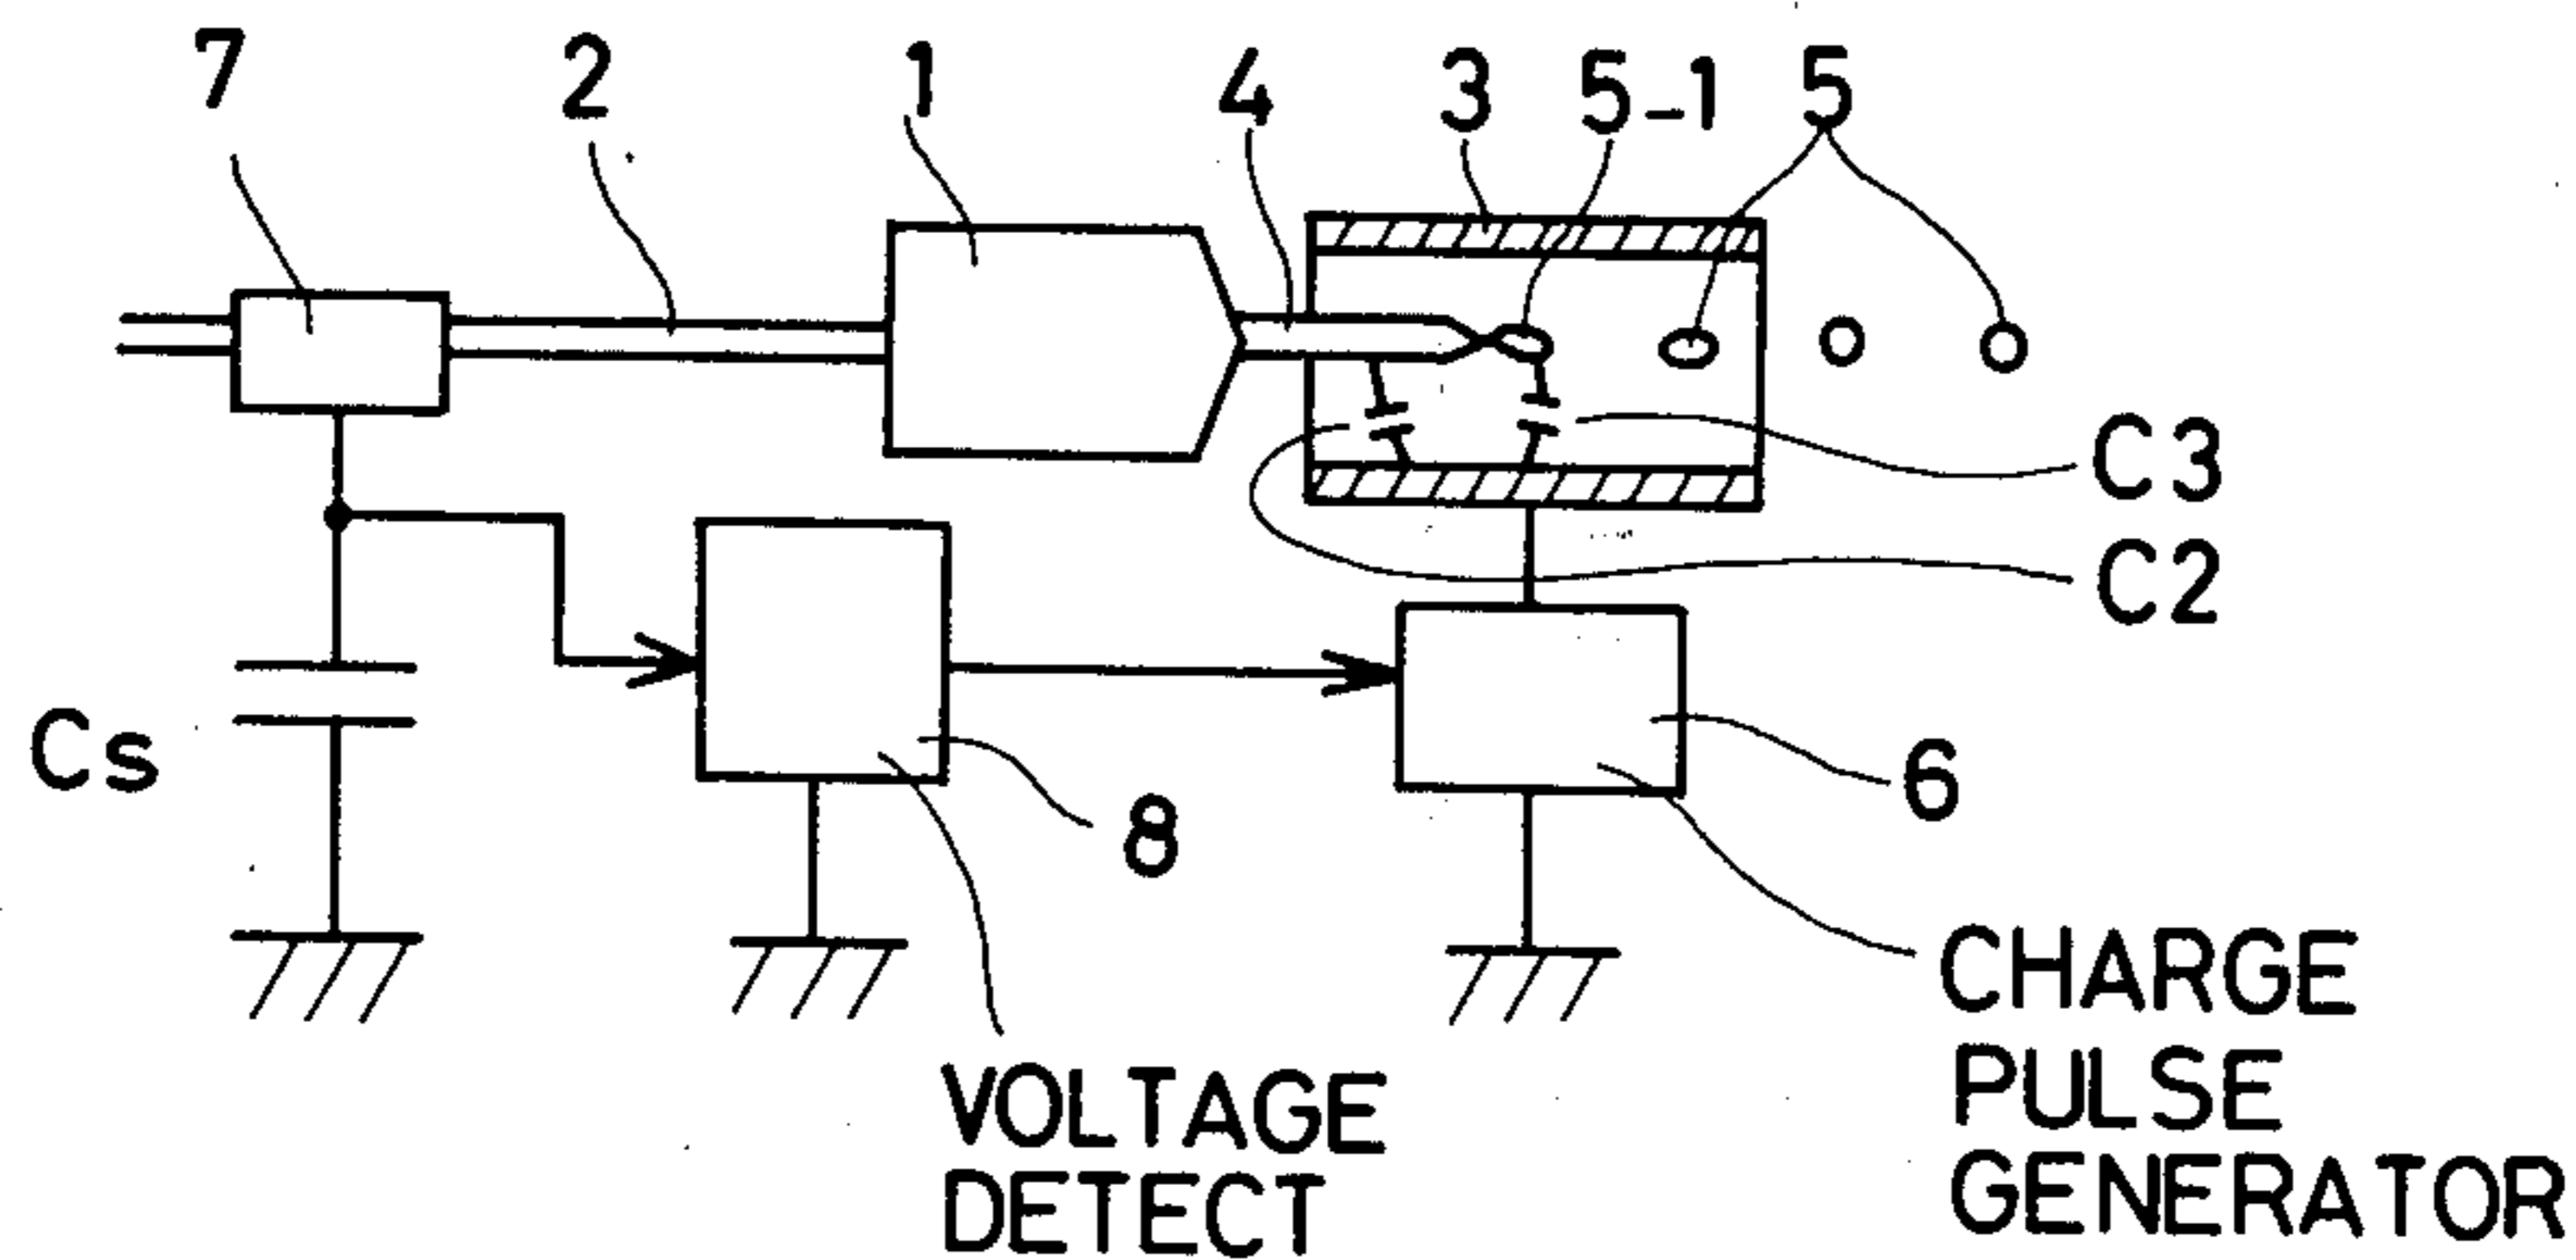 7 2 1 4 3 5-1 5
C3
C2
Cs
8
6
VOLTAGE
DETECT
CHARGE
PULSE
GENERATOR